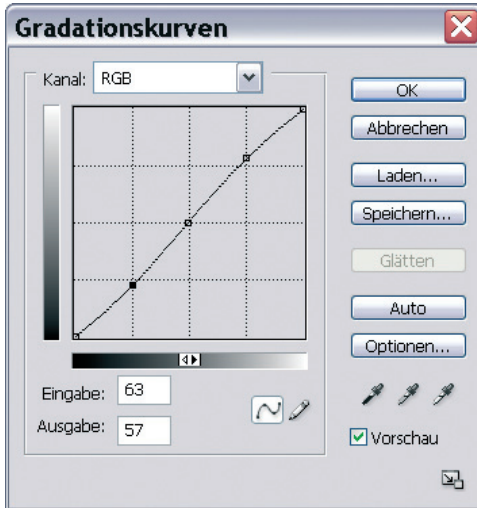 Gradationskurven
Kanal: RGB
OK
Abbrechen
Laden...
Speichern...
Glätten
Auto
Optionen...
Eingabe: 63
Ausgabe: 57
Vorschau